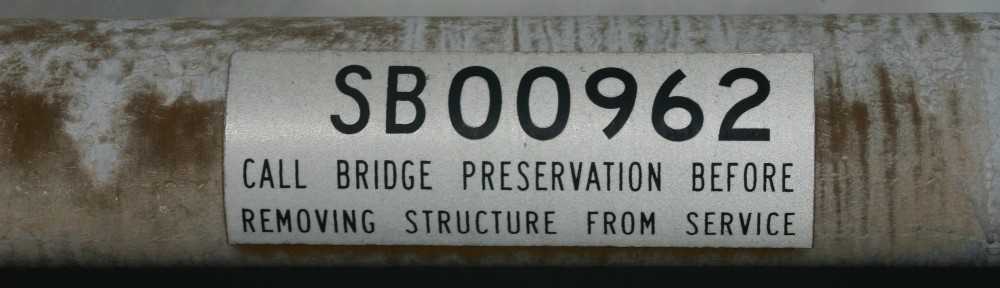 SB00962
CALL BRIDGE PRESERVATION BEFORE
REMOVING STRUCTURE FROM SERVICE